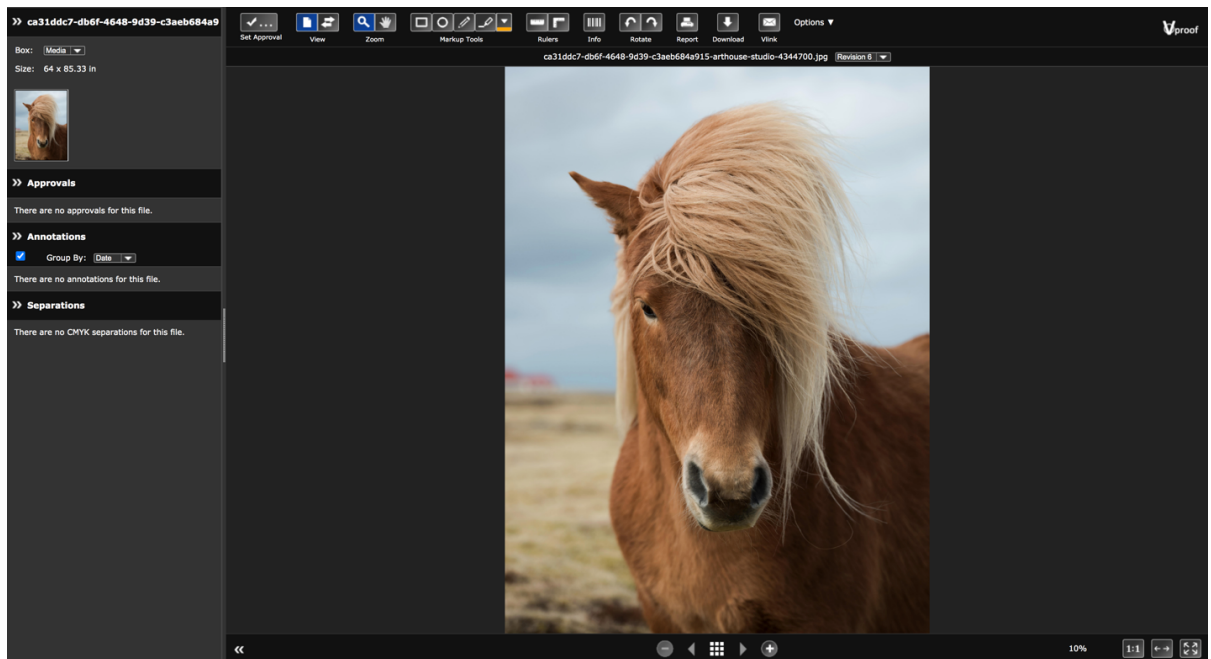 ca31ddc7-db6f-4648-9d39-c3aeb684a9
Box: Media
Size: 64 x 85.33 in
Approvals
There are no approvals for this file.
Annotations
Group By: Date
There are no annotations for this file.
Separations
There are no CMYK separations for this file.
Set Approval View Zoom Markup Tools Rulers Info Rotate Report Download Vlink Options ▼
Vproof
ca31ddc7-db6f-4648-9d39-c3aeb684a915-arthouse-studio-4344700.jpg Revision 6
10% 1:1